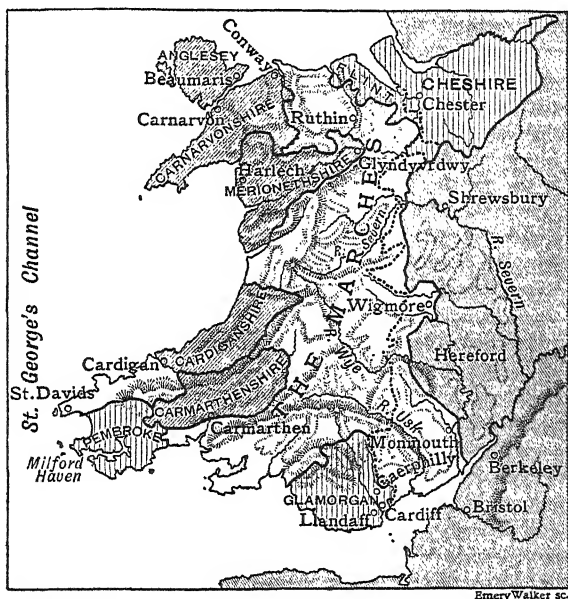 ANGLESEY
Beaumaris
Conway
FLYNT
CHESHIRE
Chester
Carnarvon
CARNARVONSHIRE
Ruthin
Harlech
MERIONETHSHIRE
Glyndyfrdwy
Shrewsbury
R. Severn
R. Severn
THE MARCHES
St. George's Channel
Wigmore
R. Wye
Hereford
Cardigan
CARDIGANSHIRE
St. Davids
CARMARTHENSHIRE
Carmarthen
R. Usk
PEMBROKE
Milford
Haven
Monmouth
Caerphilly
Berkeley
GLAMORGAN
Llandaff
Cardiff
Bristol
Emery Walker sc.